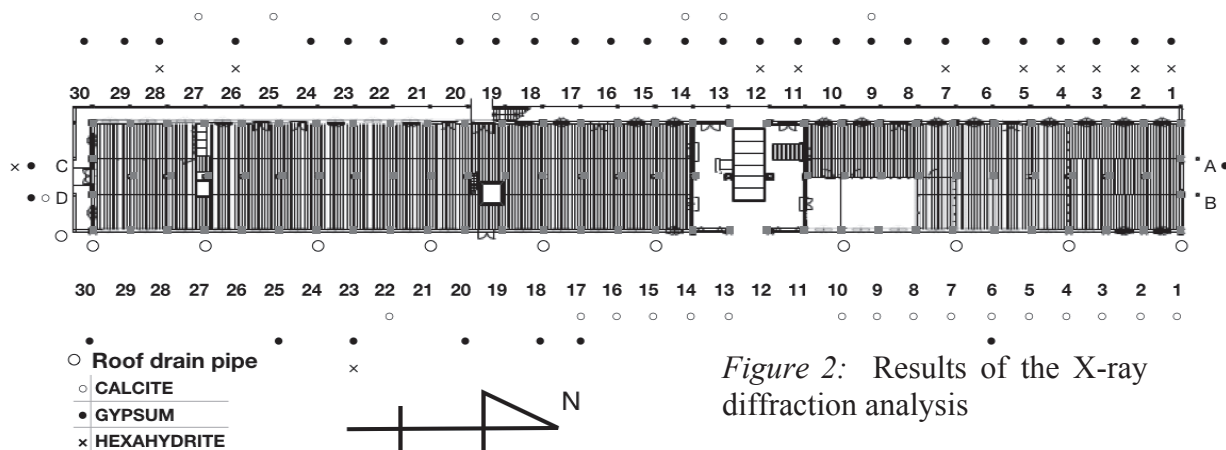 30 29 28 27 26 25 24 23 22 21 20 19 18 17 16 15 14 13 12 11 10 9 8 7 6 5 4 3 2 1
C A
D B
30 29 28 27 26 25 24 23 22 21 20 19 18 17 16 15 14 13 12 11 10 9 8 7 6 5 4 3 2 1
Roof drain pipe
CALCITE
GYPSUM
HEXAHYDRITE
N
Figure 2: Results of the X-ray
diffraction analysis